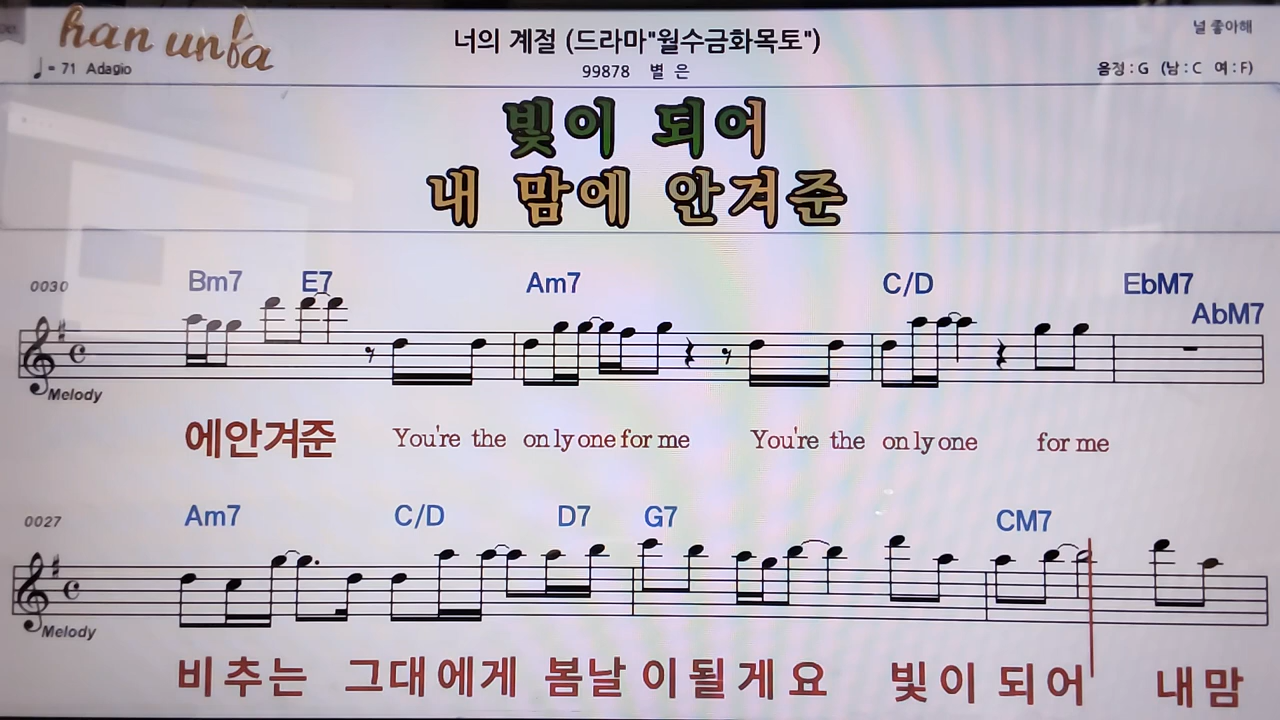 han unfa
너의 계절 (드라마"월수금화목토")
널 좋아해
♩= 71 Adagio
99878 별 은
음정 : G (남 : C 여 : F)
빛이 되어
내 맘에 안겨준
0030 Bm7 E7 Am7 C/D EbM7
AbM7
Melody
에안겨준 You're the on ly one for me You're the on ly one for me
0027 Am7 C/D D7 G7 CM7
Melody
비 추는 그대에게 봄날 이될게 요 빛이 되어 내맘